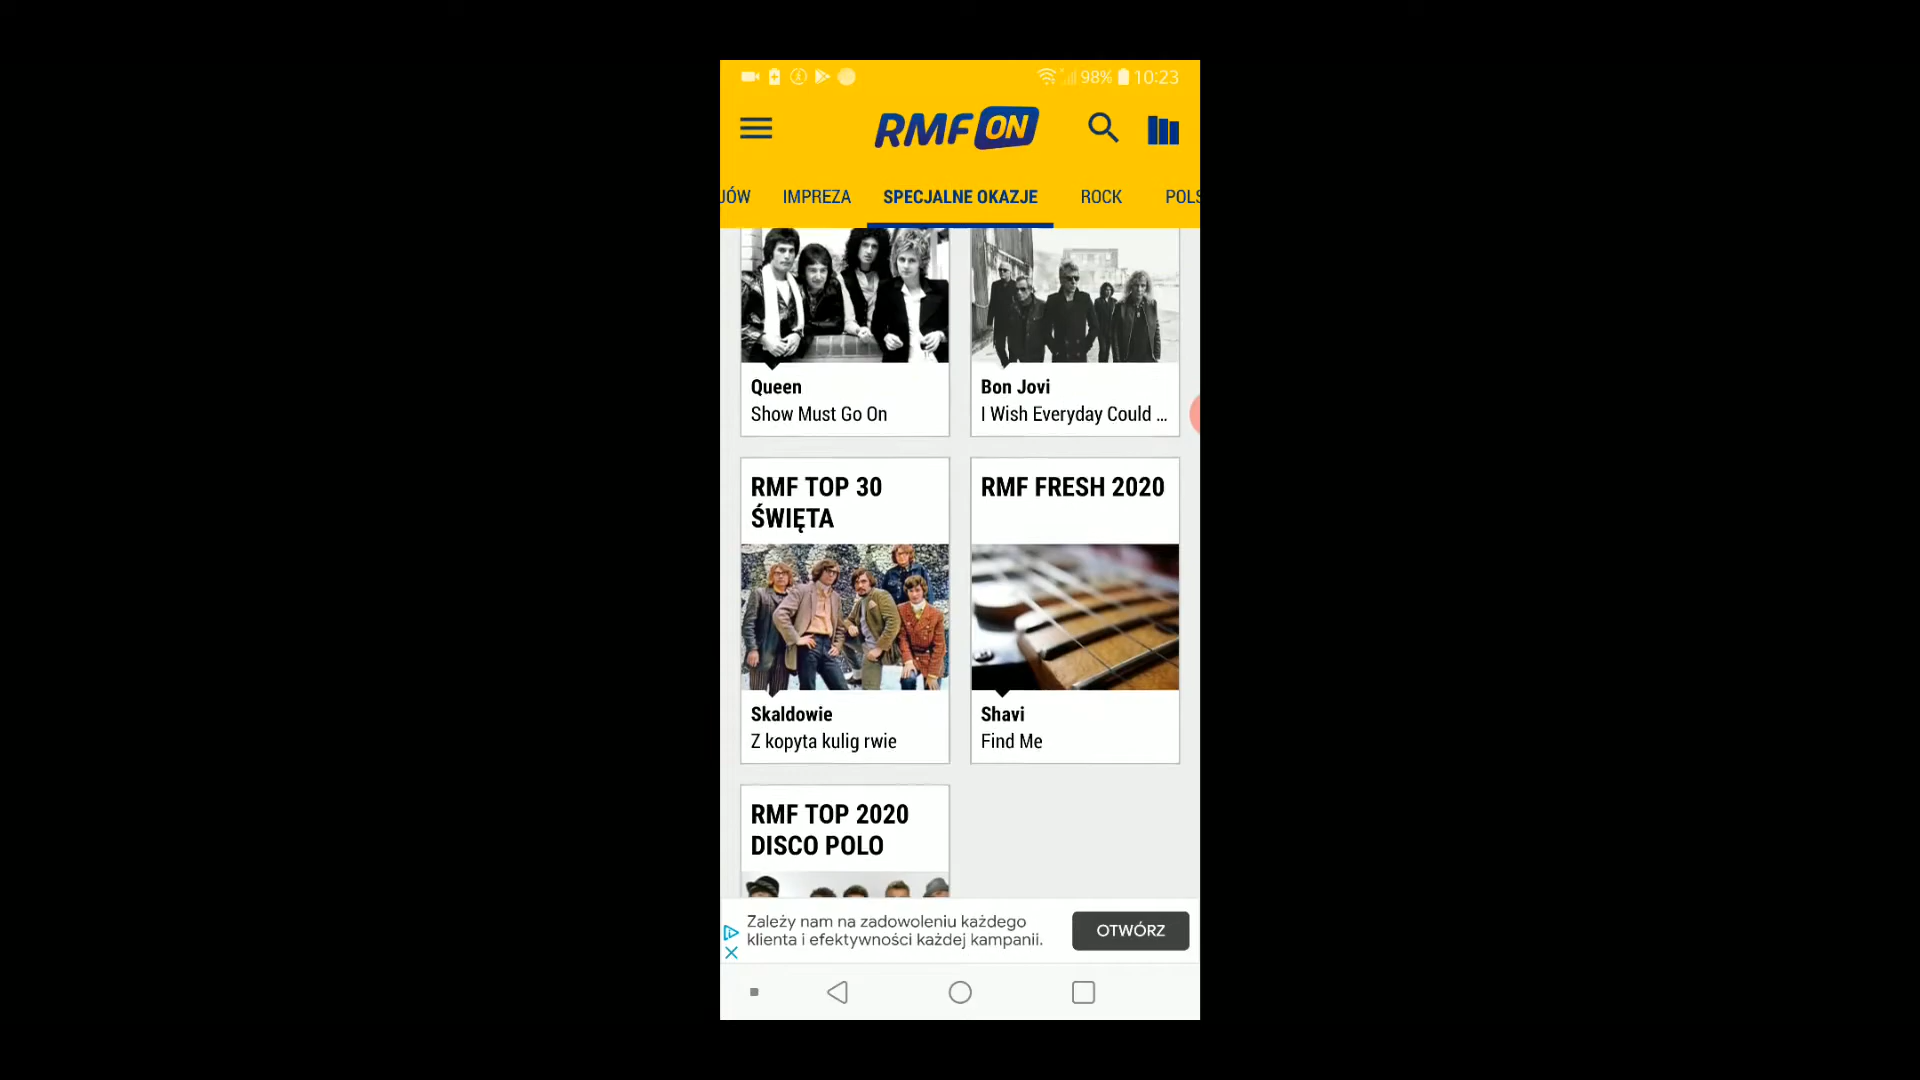 98% 10:23
RMF ON
JÓW IMPREZA SPECJALNE OKAZJE ROCK POLS
Queen
Show Must Go On
Bon Jovi
I Wish Everyday Could ...
RMF TOP 30
ŚWIĘTA
Skaldowie
Z kopyta kulig rwie
RMF FRESH 2020
Shavi
Find Me
RMF TOP 2020
DISCO POLO
Zależy nam na zadowoleniu każdego
klienta i efektywności każdej kampanii.
OTWÓRZ